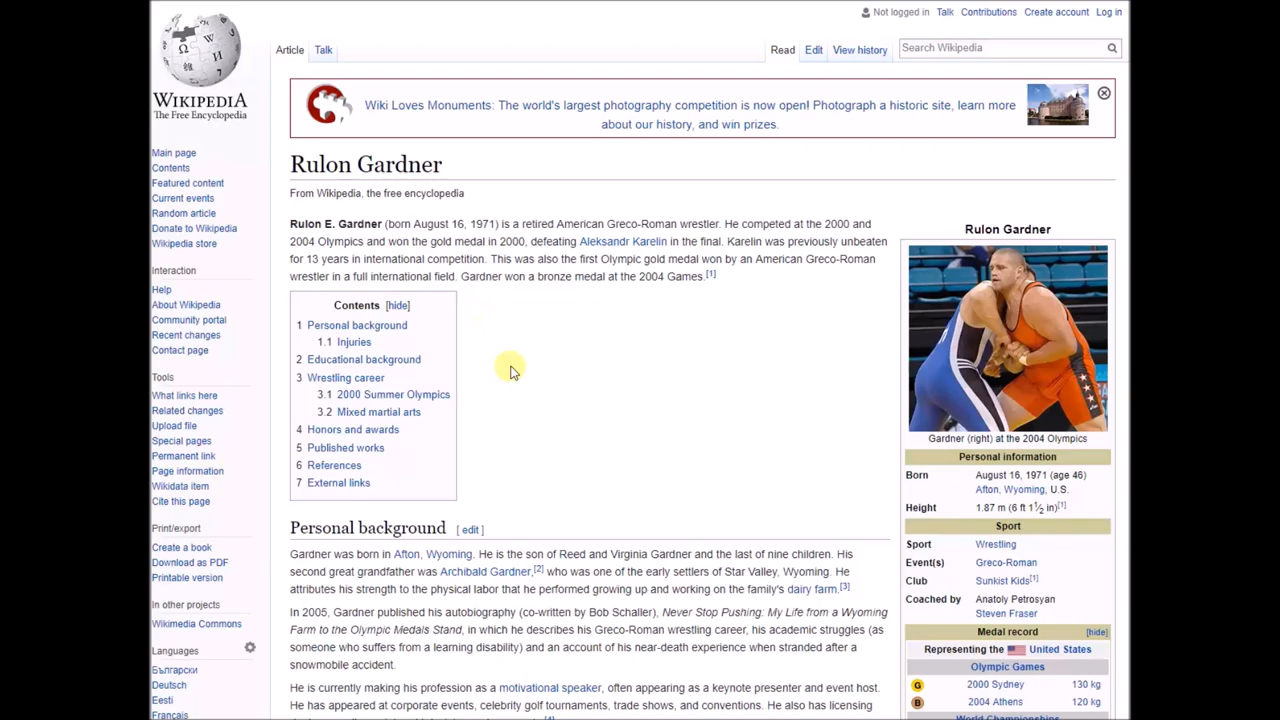 Not logged in Talk Contributions Create account Log in
Article Talk Read Edit View history Search Wikipedia
WIKIPEDIA
The Free Encyclopedia
Main page
Contents
Featured content
Current events
Random article
Donate to Wikipedia
Wikipedia store
Interaction
Help
About Wikipedia
Community portal
Recent changes
Contact page
Tools
What links here
Related changes
Upload file
Special pages
Permanent link
Page information
Wikidata item
Cite this page
Print/export
Create a book
Download as PDF
Printable version
In other projects
Wikimedia Commons
Languages
Български
Deutsch
Eesti
Français
Wiki Loves Monuments: The world's largest photography competition is now open! Photograph a historic site, learn more
about our history, and win prizes.
Rulon Gardner
From Wikipedia, the free encyclopedia
Rulon E. Gardner (born August 16, 1971) is a retired American Greco-Roman wrestler. He competed at the 2000 and
2004 Olympics and won the gold medal in 2000, defeating Aleksandr Karelin in the final. Karelin was previously unbeaten
for 13 years in international competition. This was also the first Olympic gold medal won by an American Greco-Roman
wrestler in a full international field. Gardner won a bronze medal at the 2004 Games.[1]
Contents [hide]
1 Personal background
1.1 Injuries
2 Educational background
3 Wrestling career
3.1 2000 Summer Olympics
3.2 Mixed martial arts
4 Honors and awards
5 Published works
6 References
7 External links
Personal background [ edit ]
Gardner was born in Afton, Wyoming. He is the son of Reed and Virginia Gardner and the last of nine children. His
second great grandfather was Archibald Gardner,[2] who was one of the early settlers of Star Valley, Wyoming. He
attributes his strength to the physical labor that he performed growing up and working on the family's dairy farm.[3]
In 2005, Gardner published his autobiography (co-written by Bob Schaller), Never Stop Pushing: My Life from a Wyoming
Farm to the Olympic Medals Stand, in which he describes his Greco-Roman wrestling career, his academic struggles (as
someone who suffers from a learning disability) and an account of his near-death experience when stranded after a
snowmobile accident.
He is currently making his profession as a motivational speaker, often appearing as a keynote presenter and event host.
He has appeared at corporate events, celebrity golf tournaments, trade shows, and conventions. He also has licensing
Rulon Gardner
Gardner (right) at the 2004 Olympics
Personal information
Born August 16, 1971 (age 46)
Afton, Wyoming, U.S.
Height 1.87 m (6 ft 1 1/2 in)[1]
Sport
Sport Wrestling
Event(s) Greco-Roman
Club Sunkist Kids[1]
Coached by Anatoly Petrosyan
Steven Fraser
Medal record [hide]
Representing the United States
Olympic Games
G 2000 Sydney 130 kg
B 2004 Athens 120 kg
World Championships